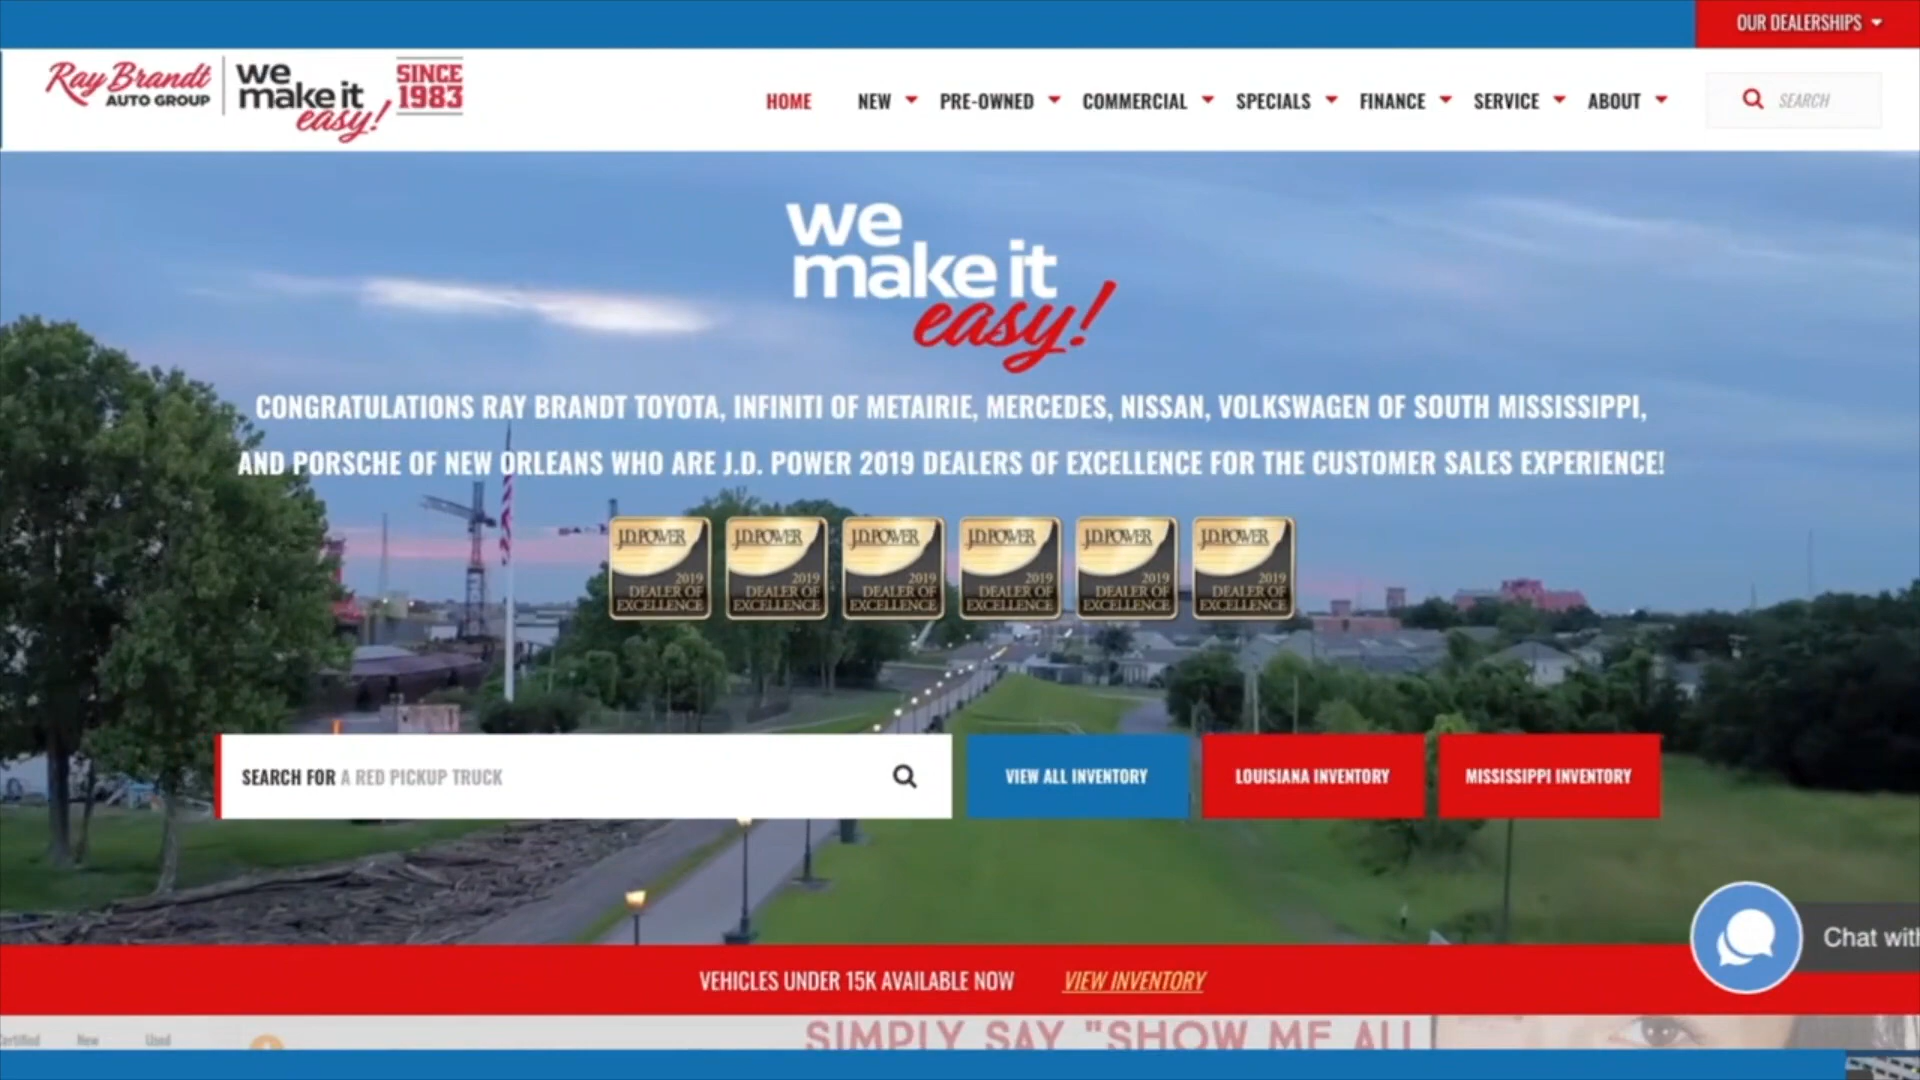 OUR DEALERSHIPS
Ray Brandt
AUTO GROUP
we
make it
easy!
SINCE
1983
HOME NEW PRE-OWNED COMMERCIAL SPECIALS FINANCE SERVICE ABOUT SEARCH
we
make it
easy!
CONGRATULATIONS RAY BRANDT TOYOTA, INFINITI OF METAIRIE, MERCEDES, NISSAN, VOLKSWAGEN OF SOUTH MISSISSIPPI,
AND PORSCHE OF NEW ORLEANS WHO ARE J.D. POWER 2019 DEALERS OF EXCELLENCE FOR THE CUSTOMER SALES EXPERIENCE!
J.D.POWER J.D.POWER J.D.POWER J.D.POWER J.D.POWER J.D.POWER
2019 2019 2019 2019 2019 2019
DEALER OF DEALER OF DEALER OF DEALER OF DEALER OF DEALER OF
EXCELLENCE EXCELLENCE EXCELLENCE EXCELLENCE EXCELLENCE EXCELLENCE
SEARCH FOR A RED PICKUP TRUCK VIEW ALL INVENTORY LOUISIANA INVENTORY MISSISSIPPI INVENTORY
Chat with
VEHICLES UNDER 15K AVAILABLE NOW VIEW INVENTORY
Certified New Used
SIMPLY SAY "SHOW ME ALL